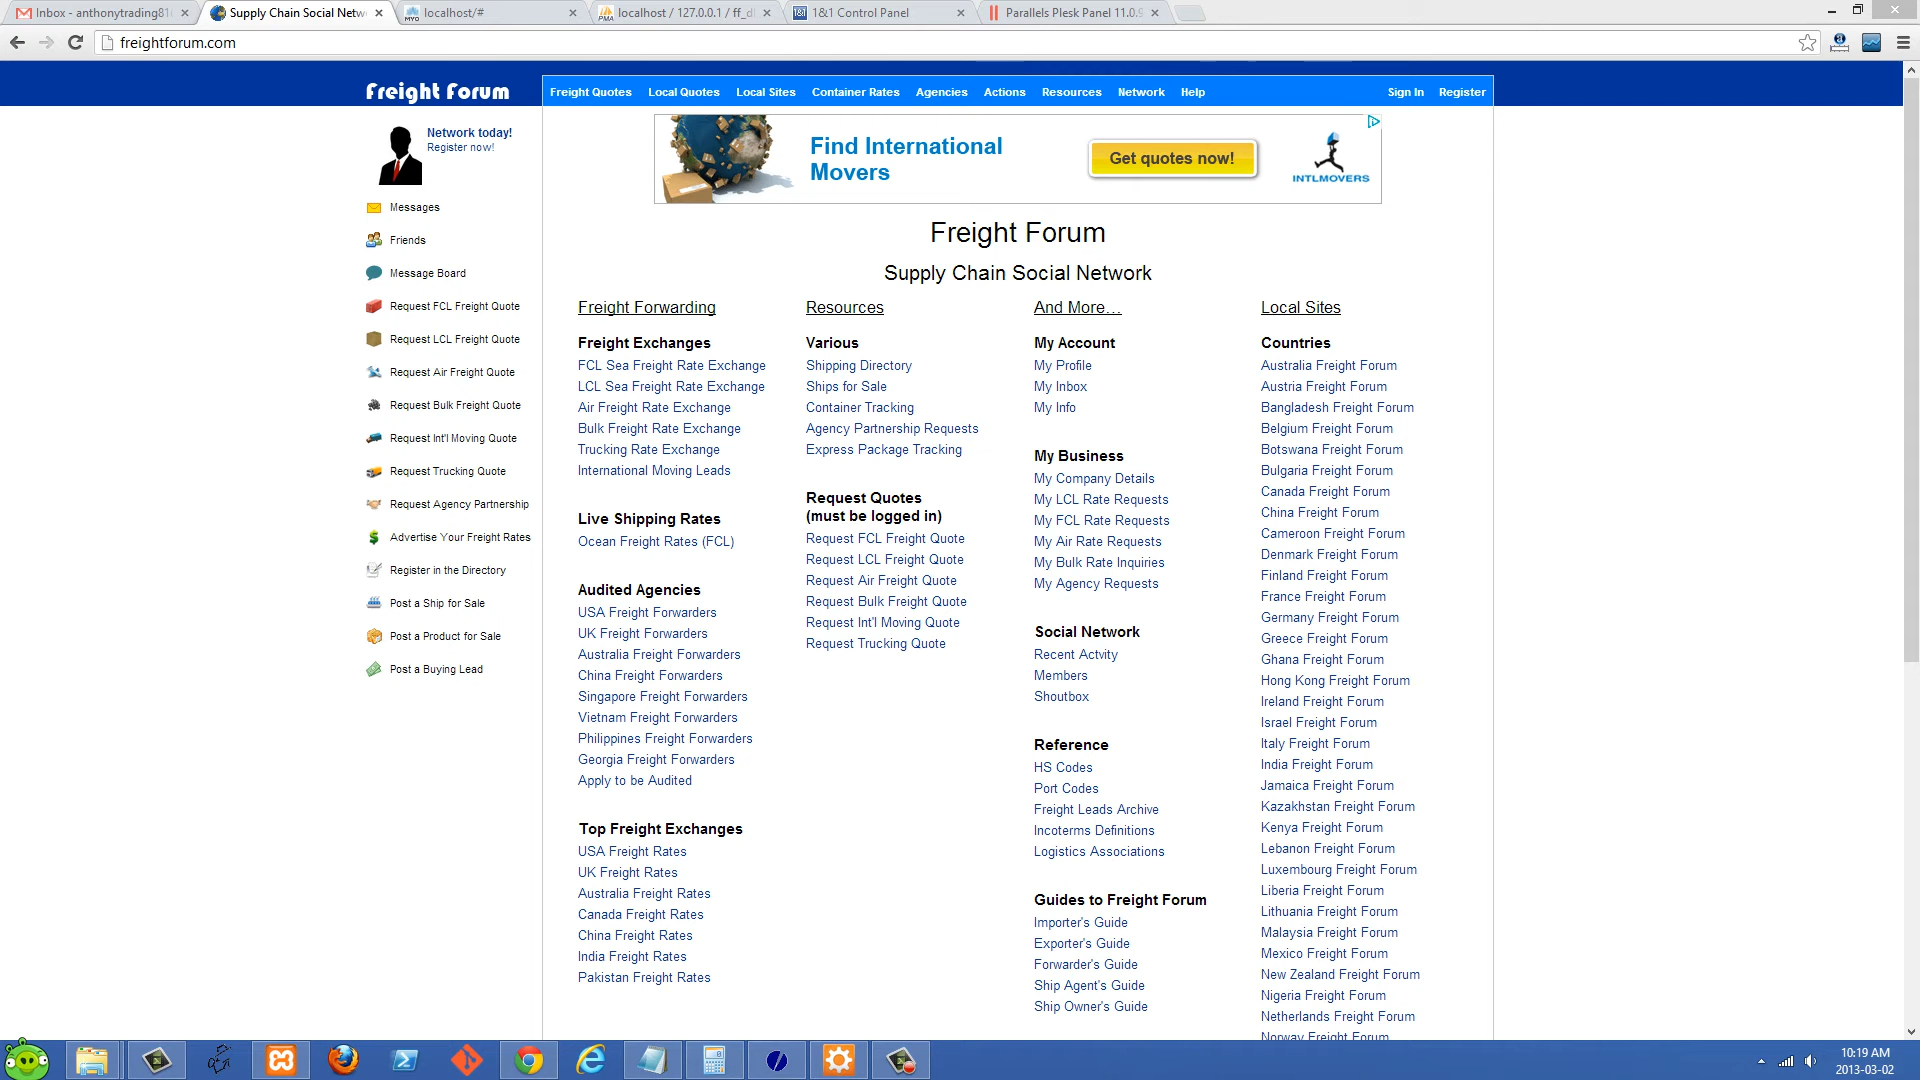 Inbox - anthonytrading81
Supply Chain Social Netw
localhost/#
localhost / 127.0.0.1 / ff_d
1&1 Control Panel
Parallels Plesk Panel 11.0.9
freightforum.com
Freight Forum
Freight Quotes Local Quotes Local Sites Container Rates Agencies Actions Resources Network Help Sign In Register
Network today!
Register now!
Messages
Friends
Message Board
Request FCL Freight Quote
Request LCL Freight Quote
Request Air Freight Quote
Request Bulk Freight Quote
Request Int'l Moving Quote
Request Trucking Quote
Request Agency Partnership
Advertise Your Freight Rates
Register in the Directory
Post a Ship for Sale
Post a Product for Sale
Post a Buying Lead
Find International
Movers
Get quotes now!
INTLMOVERS
Freight Forum
Supply Chain Social Network
Freight Forwarding
Freight Exchanges
FCL Sea Freight Rate Exchange
LCL Sea Freight Rate Exchange
Air Freight Rate Exchange
Bulk Freight Rate Exchange
Trucking Rate Exchange
International Moving Leads
Live Shipping Rates
Ocean Freight Rates (FCL)
Audited Agencies
USA Freight Forwarders
UK Freight Forwarders
Australia Freight Forwarders
China Freight Forwarders
Singapore Freight Forwarders
Vietnam Freight Forwarders
Philippines Freight Forwarders
Georgia Freight Forwarders
Apply to be Audited
Top Freight Exchanges
USA Freight Rates
UK Freight Rates
Australia Freight Rates
Canada Freight Rates
China Freight Rates
India Freight Rates
Pakistan Freight Rates
Resources
Various
Shipping Directory
Ships for Sale
Container Tracking
Agency Partnership Requests
Express Package Tracking
Request Quotes
(must be logged in)
Request FCL Freight Quote
Request LCL Freight Quote
Request Air Freight Quote
Request Bulk Freight Quote
Request Int'l Moving Quote
Request Trucking Quote
And More…
My Account
My Profile
My Inbox
My Info
My Business
My Company Details
My LCL Rate Requests
My FCL Rate Requests
My Air Rate Requests
My Bulk Rate Inquiries
My Agency Requests
Social Network
Recent Actvity
Members
Shoutbox
Reference
HS Codes
Port Codes
Freight Leads Archive
Incoterms Definitions
Logistics Associations
Guides to Freight Forum
Importer's Guide
Exporter's Guide
Forwarder's Guide
Ship Agent's Guide
Ship Owner's Guide
Local Sites
Countries
Australia Freight Forum
Austria Freight Forum
Bangladesh Freight Forum
Belgium Freight Forum
Botswana Freight Forum
Bulgaria Freight Forum
Canada Freight Forum
China Freight Forum
Cameroon Freight Forum
Denmark Freight Forum
Finland Freight Forum
France Freight Forum
Germany Freight Forum
Greece Freight Forum
Ghana Freight Forum
Hong Kong Freight Forum
Ireland Freight Forum
Israel Freight Forum
Italy Freight Forum
India Freight Forum
Jamaica Freight Forum
Kazakhstan Freight Forum
Kenya Freight Forum
Lebanon Freight Forum
Luxembourg Freight Forum
Liberia Freight Forum
Lithuania Freight Forum
Malaysia Freight Forum
Mexico Freight Forum
New Zealand Freight Forum
Nigeria Freight Forum
Netherlands Freight Forum
Norway Freight Forum
10:19 AM
2013-03-02